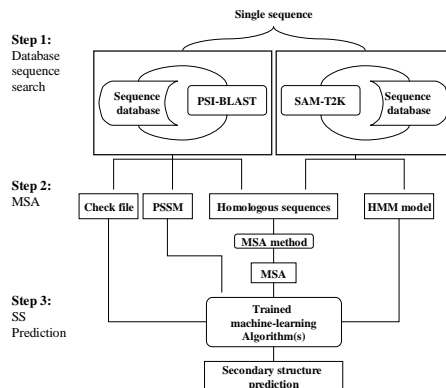 Single sequence
Step 1:
Database
sequence
search
Sequence
database
PSI-BLAST
SAM-T2K
Sequence
database
Step 2:
MSA
Check file
PSSM
Homologous sequences
HMM model
MSA method
MSA
Step 3:
SS
Prediction
Trained
machine-learning
Algorithm(s)
Secondary structure
prediction